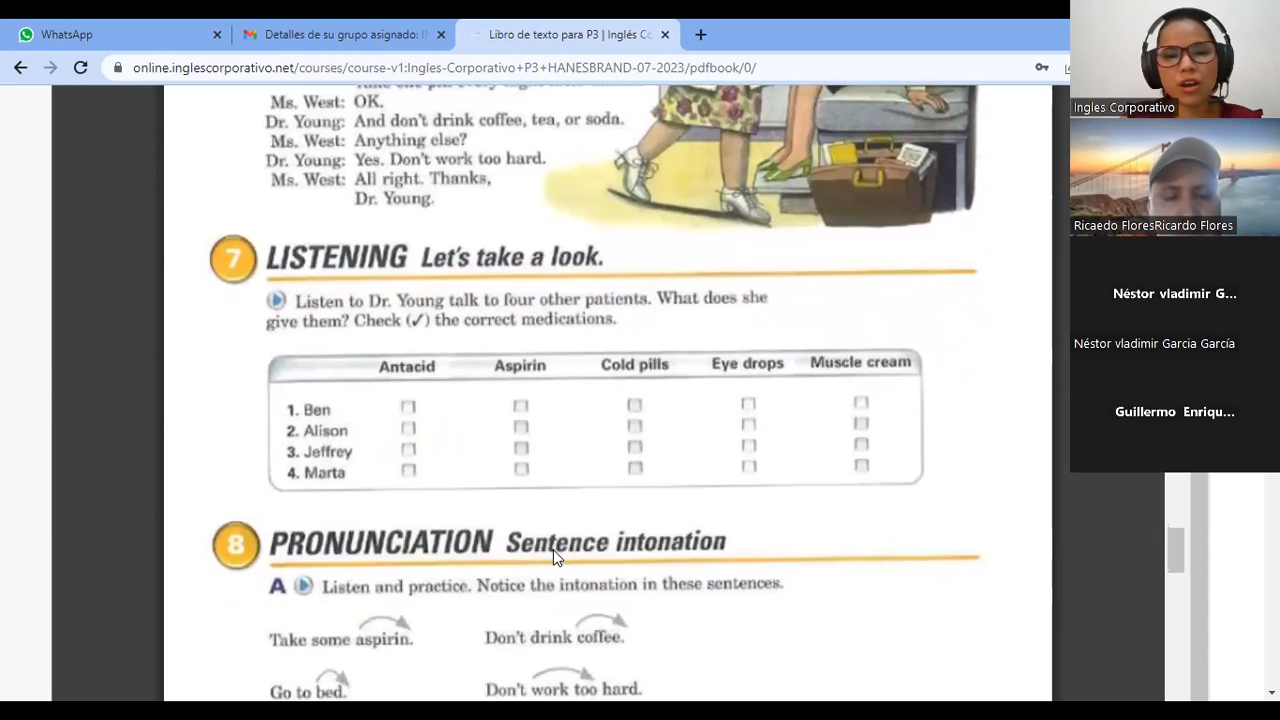 WhatsApp
Detalles de su grupo asignado: I
Libro de texto para P3 | Inglés Co
online.inglescorporativo.net/courses/course-v1:Ingles-Corporativo+P3+HANESBRAND-07-2023/pdfbook/0/
Ms. West: OK.
Dr. Young: And don't drink coffee, tea, or soda.
Ms. West: Anything else?
Dr. Young: Yes. Don't work too hard.
Ms. West: All right. Thanks,
Dr. Young.
7 LISTENING Let's take a look.
Listen to Dr. Young talk to four other patients. What does she
give them? Check (✓) the correct medications.
Antacid Aspirin Cold pills Eye drops Muscle cream
1. Ben
2. Alison
3. Jeffrey
4. Marta
8 PRONUNCIATION Sentence intonation
A Listen and practice. Notice the intonation in these sentences.
Take some aspirin. Don't drink coffee.
Go to bed. Don't work too hard.
Ingles Corporativo
Ricaedo FloresRicardo Flores
Néstor vladimir G...
Néstor vladimir Garcia García
Guillermo Enriqu...